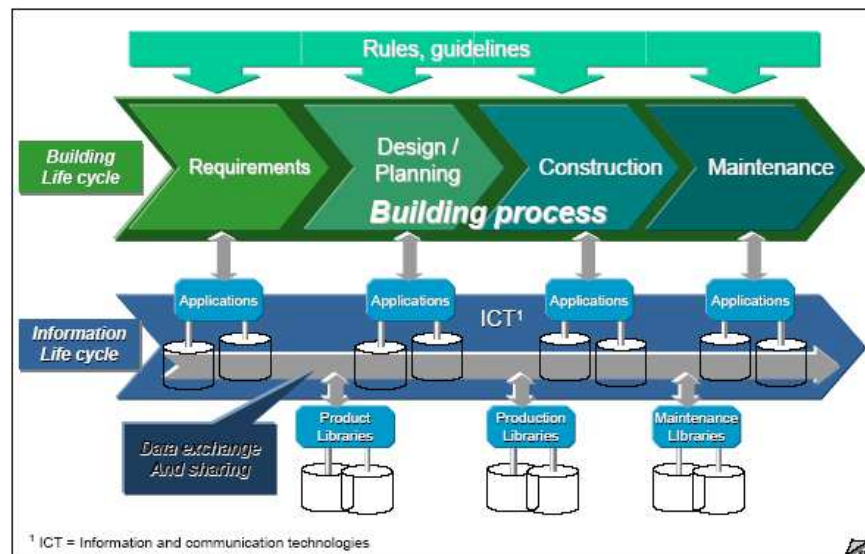 Rules, guidelines
Building
Life cycle
Requirements
Design /
Planning
Construction
Maintenance
Building process
Applications
Applications
Applications
Applications
Information
Life cycle
ICT¹
Product
Libraries
Production
Libraries
Maintenance
LIbraries
Data exchange
And sharing
¹ ICT = Information and communication technologies